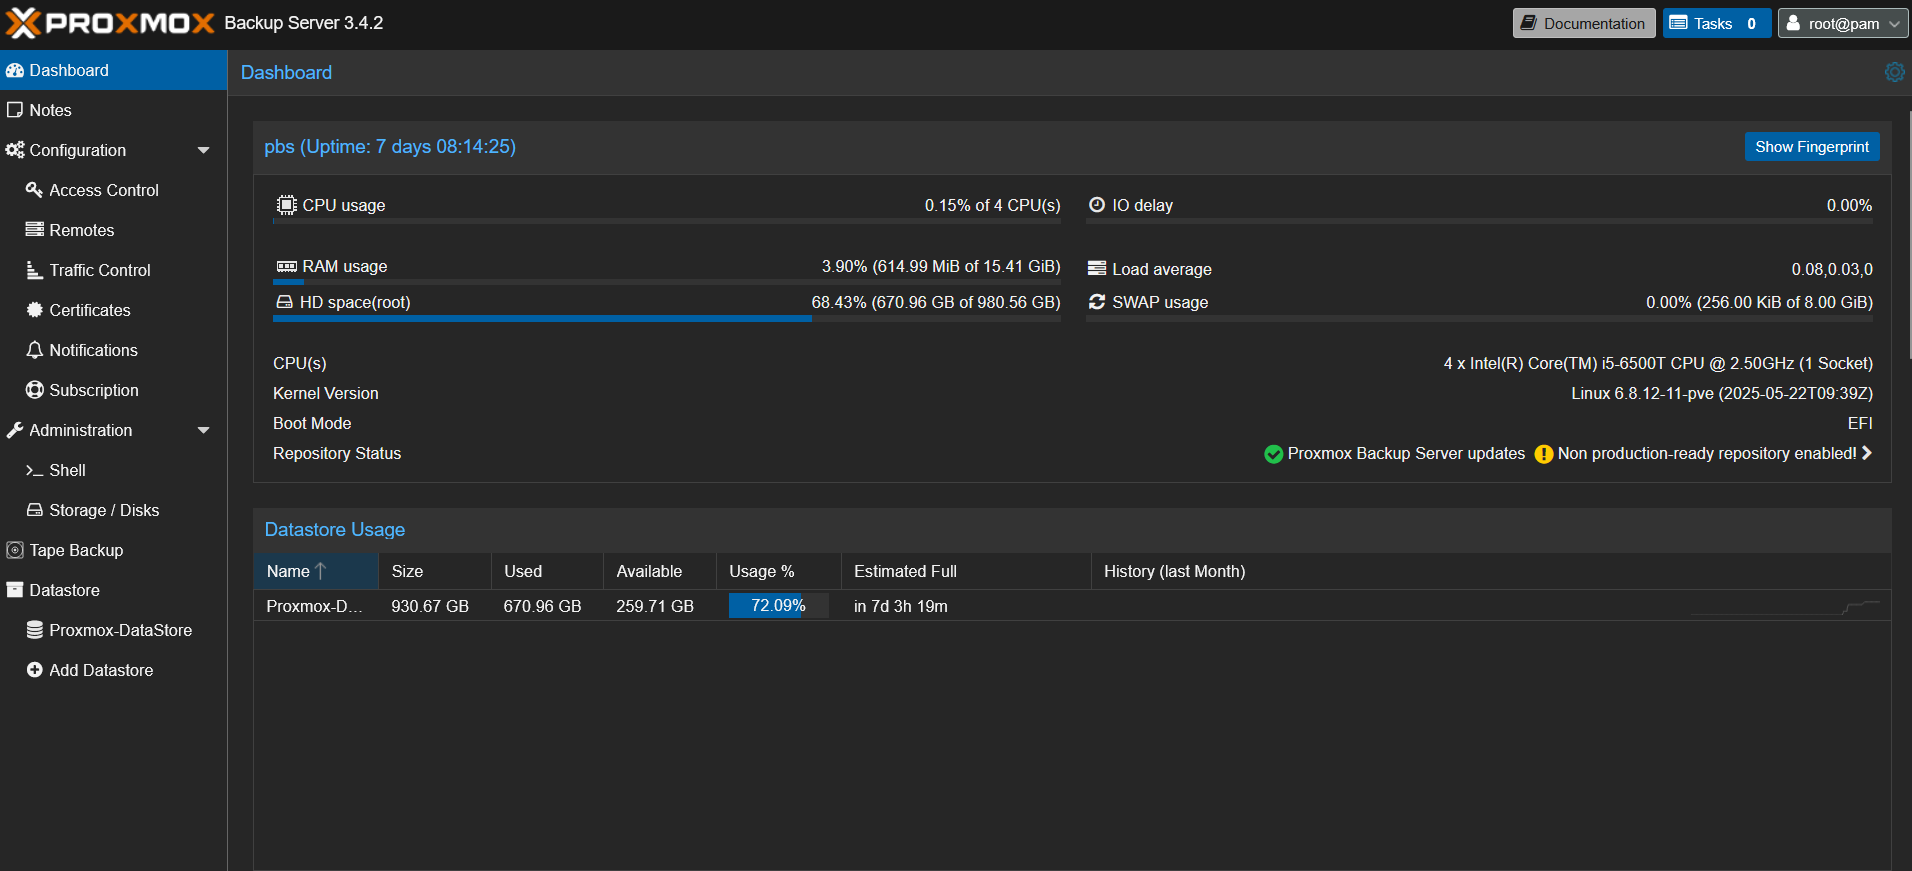 PROXMOX Backup Server 3.4.2
Documentation
Tasks 0
root@pam
Dashboard
Notes
Configuration
Access Control
Remotes
Traffic Control
Certificates
Notifications
Subscription
Administration
Shell
Storage / Disks
Tape Backup
Datastore
Proxmox-DataStore
Add Datastore
Dashboard
pbs (Uptime: 7 days 08:14:25)
Show Fingerprint
CPU usage 0.15% of 4 CPU(s)
IO delay 0.00%
RAM usage 3.90% (614.99 MiB of 15.41 GiB)
Load average 0.08,0.03,0
HD space(root) 68.43% (670.96 GB of 980.56 GB)
SWAP usage 0.00% (256.00 KiB of 8.00 GiB)
CPU(s) 4 x Intel(R) Core(TM) i5-6500T CPU @ 2.50GHz (1 Socket)
Kernel Version Linux 6.8.12-11-pve (2025-05-22T09:39Z)
Boot Mode EFI
Repository Status Proxmox Backup Server updates Non production-ready repository enabled!
Datastore Usage
Name Size Used Available Usage % Estimated Full History (last Month)
Proxmox-D... 930.67 GB 670.96 GB 259.71 GB 72.09% in 7d 3h 19m